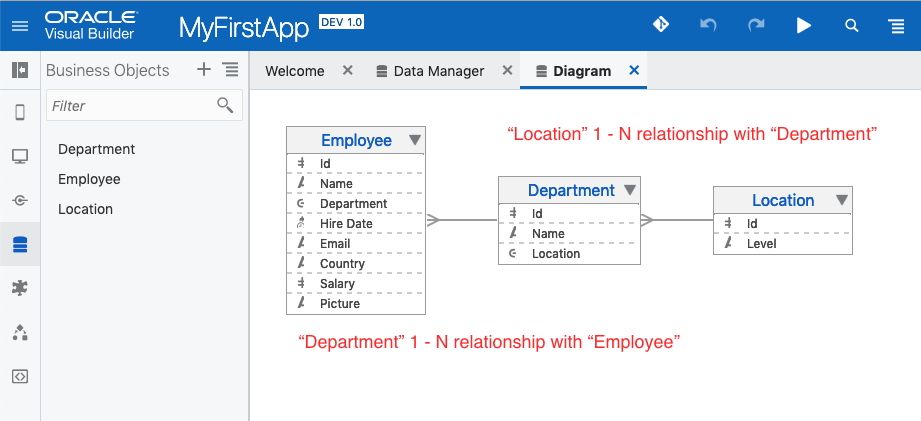 ORACLE
Visual Builder
MyFirstApp
DEV 1.0
Business Objects
Filter
Department
Employee
Location
Welcome
Data Manager
Diagram
“Location” 1 - N relationship with “Department”
Employee
Id
Name
Department
Hire Date
Email
Country
Salary
Picture
Department
Id
Name
Location
Location
Id
Level
“Department” 1 - N relationship with “Employee”